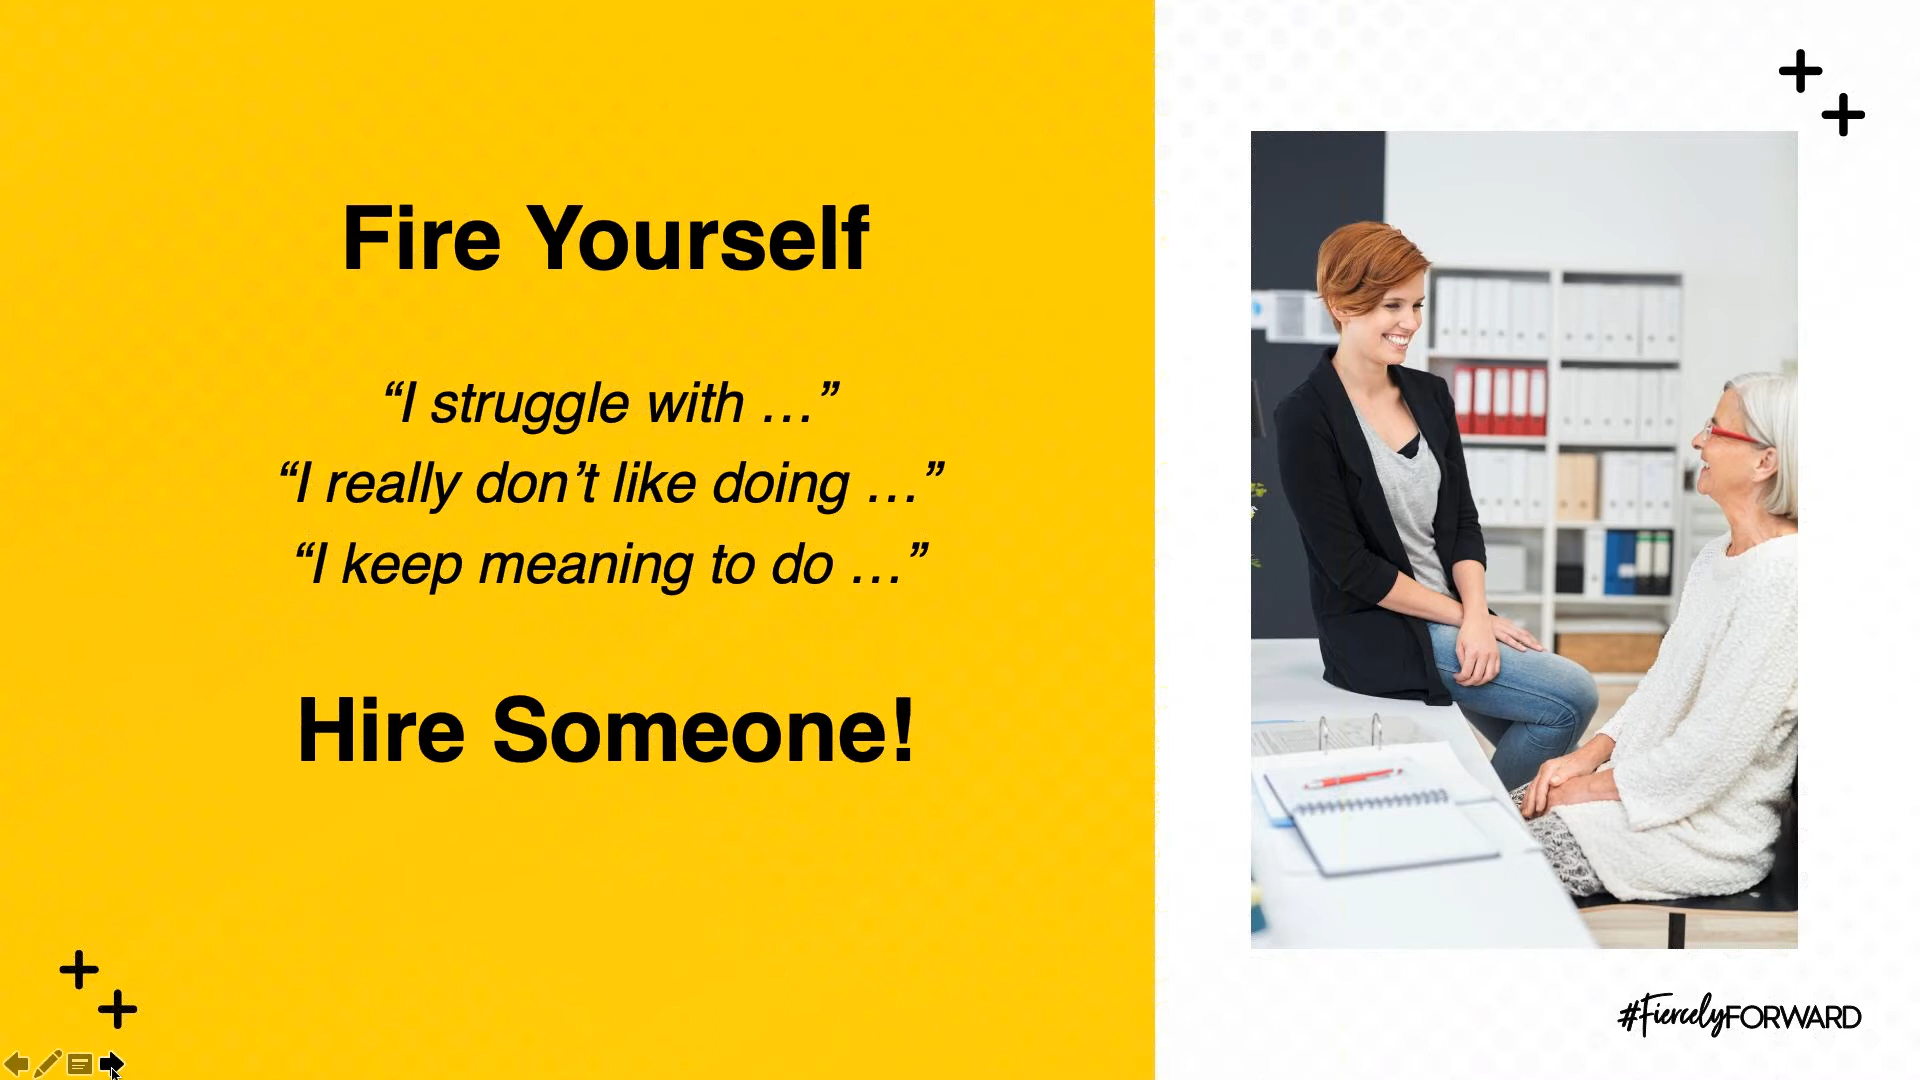 Fire Yourself
“I struggle with …”
“I really don’t like doing …”
“I keep meaning to do …”
Hire Someone!
#FiercelyFORWARD